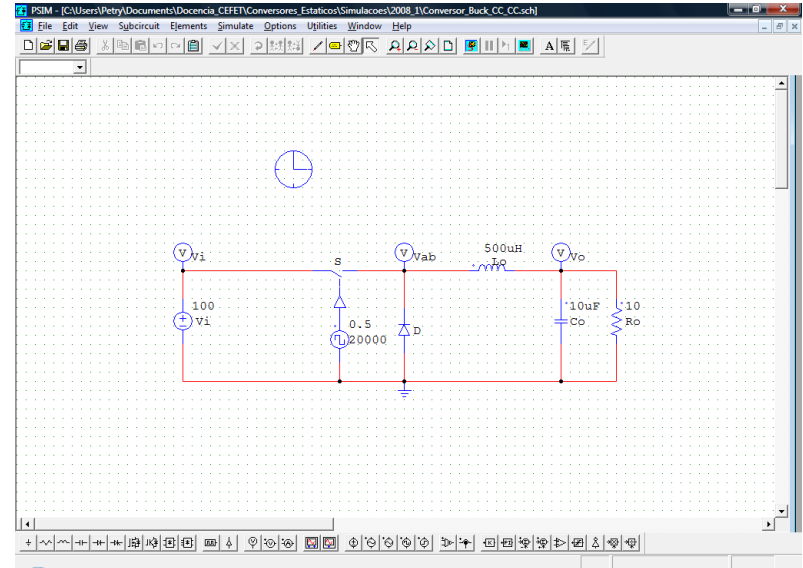 PSIM - [C:\Users\Petry\Documents\Docencia_CEFET\Conversores_Estaticos\Simulacoes\2008_1\Conversor_Buck_CC_CC.sch]
File Edit View Subcircuit Elements Simulate Options Utilities Window Help
V Vi
S
V Vab
500uH
Lo
V Vo
100
Vi
0.5
20000
D
10uF
Co
10
Ro